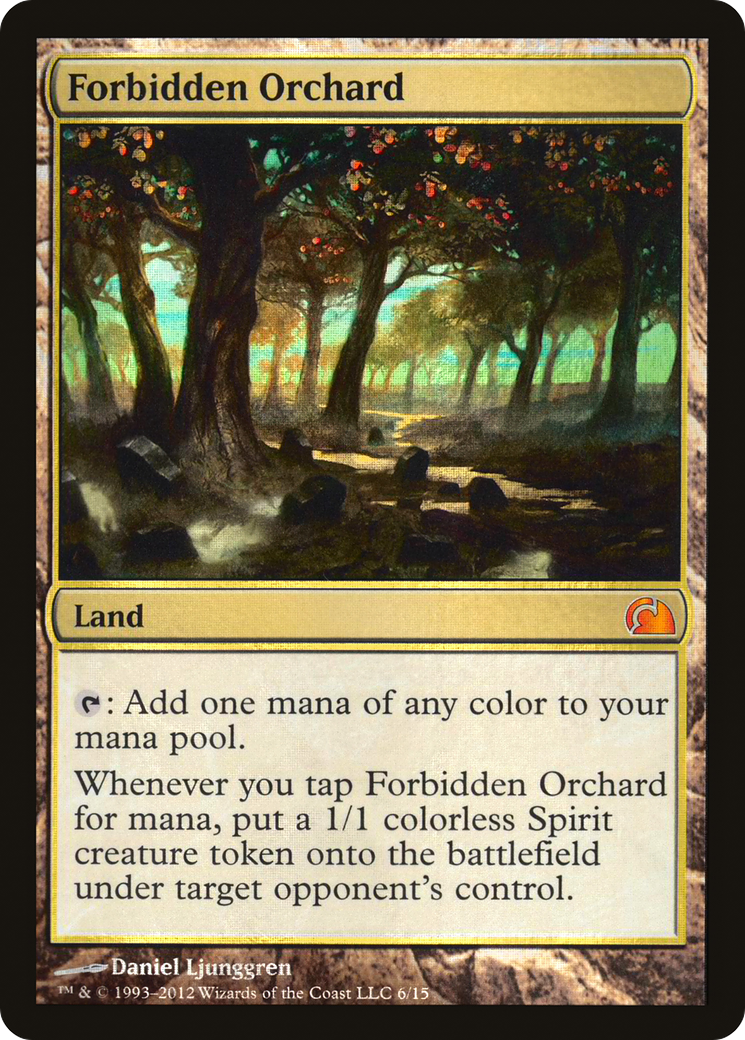 Forbidden Orchard
Land
: Add one mana of any color to your
mana pool.
Whenever you tap Forbidden Orchard
for mana, put a 1/1 colorless Spirit
creature token onto the battlefield
under target opponent's control.
Daniel Ljunggren
™ & © 1993–2012 Wizards of the Coast LLC 6/15